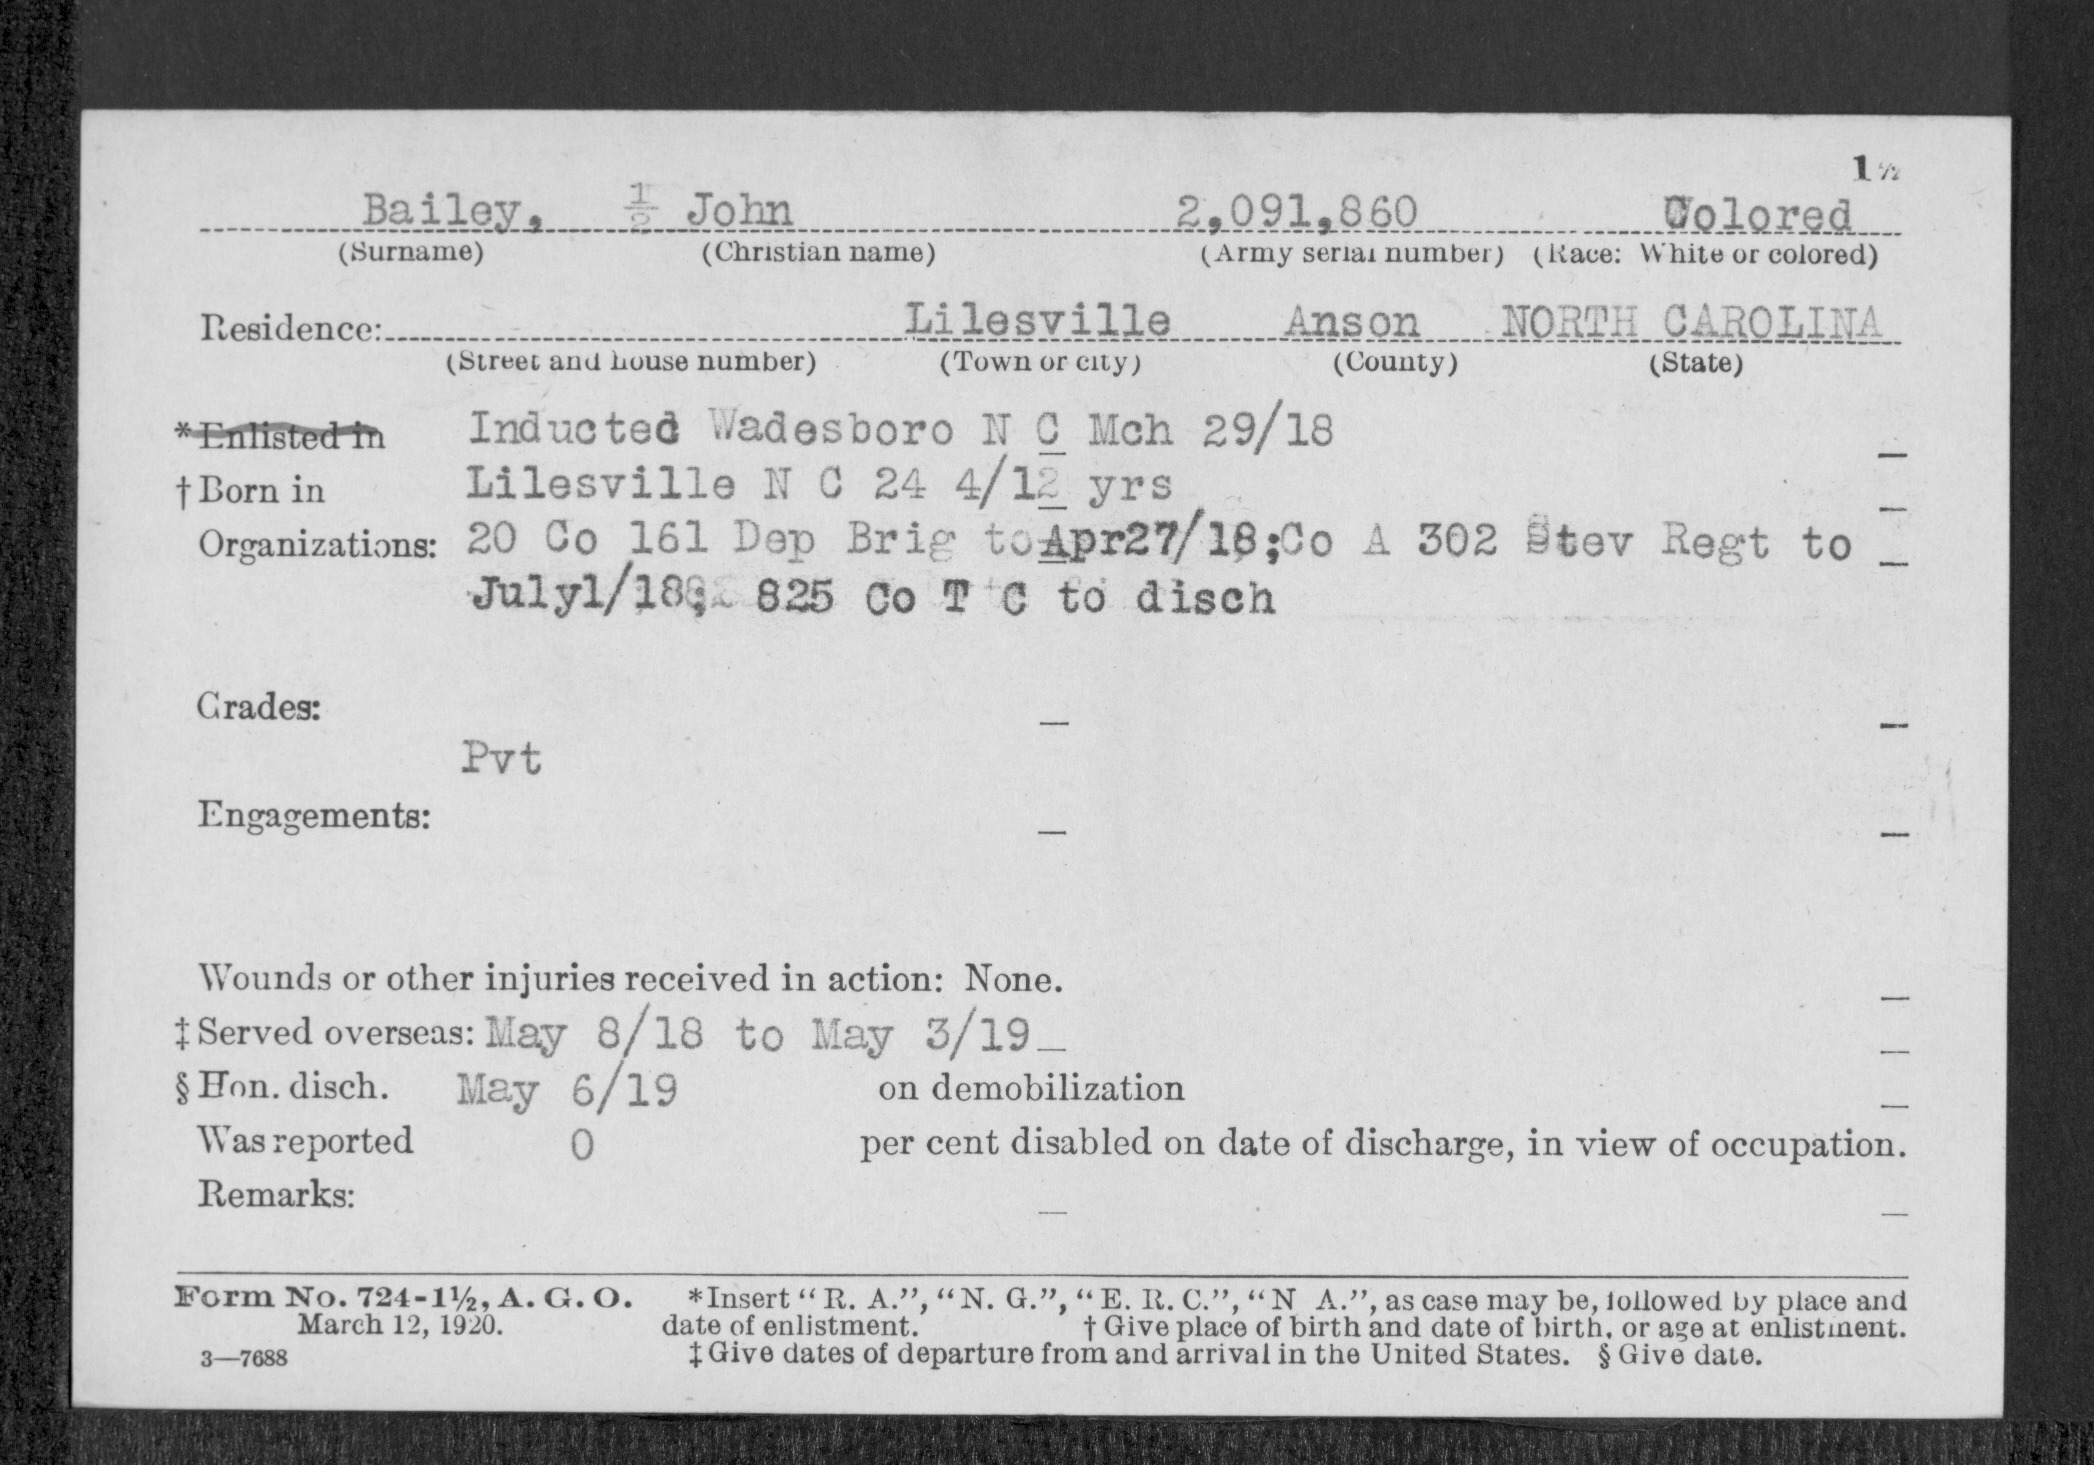 1½
Bailey, ½ John 2,091,860 Colored
(Surname) (Christian name) (Army serial number) (Race: White or colored)
Residence: Lilesville Anson NORTH CAROLINA
(Street and house number) (Town or city) (County) (State)
*Enlisted in Inducted Wadesboro N C Mch 29/18
†Born in Lilesville N C 24 4/12 yrs
Organizations: 20 Co 161 Dep Brig to Apr27/18;Co A 302 Stev Regt to
July1/18; 825 Co T C to disch
Grades:
Pvt
Engagements:
Wounds or other injuries received in action: None.
‡Served overseas: May 8/18 to May 3/19
§Hon. disch. May 6/19 on demobilization
Was reported 0 per cent disabled on date of discharge, in view of occupation.
Remarks:
Form No. 724-1½, A. G. O. *Insert "R. A.", "N. G.", "E. R. C.", "N A.", as case may be, followed by place and
March 12, 1920. date of enlistment. †Give place of birth and date of birth, or age at enlistment.
3—7688 ‡Give dates of departure from and arrival in the United States. §Give date.